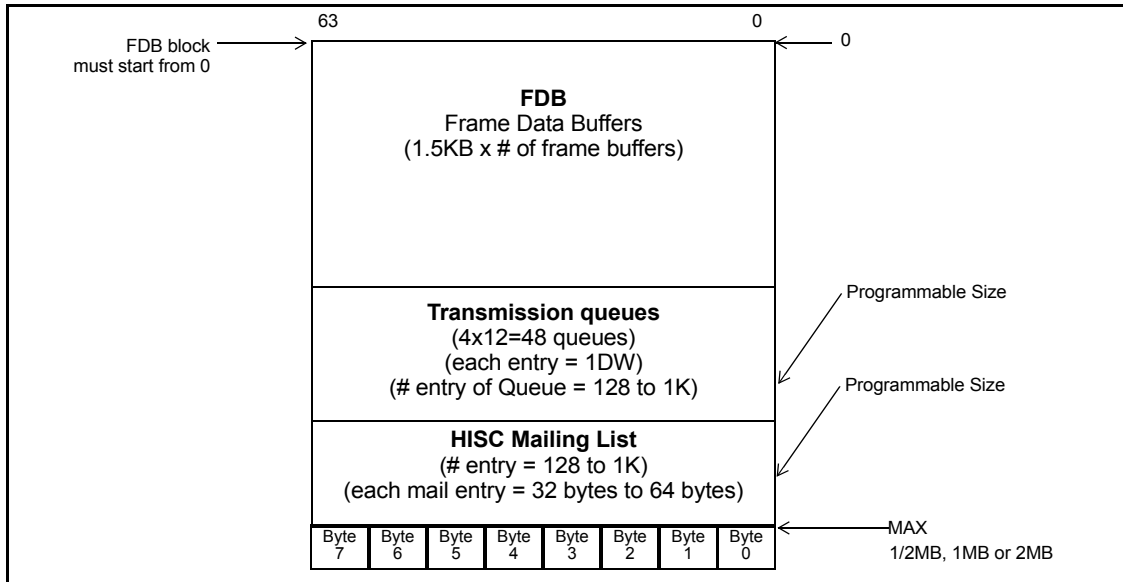 63
0
FDB block
must start from 0
0
FDB
Frame Data Buffers
(1.5KB x # of frame buffers)
Programmable Size
Transmission queues
(4x12=48 queues)
(each entry = 1DW)
(# entry of Queue = 128 to 1K)
Programmable Size
HISC Mailing List
(# entry = 128 to 1K)
(each mail entry = 32 bytes to 64 bytes)
MAX
1/2MB, 1MB or 2MB
Byte 7
Byte 6
Byte 5
Byte 4
Byte 3
Byte 2
Byte 1
Byte 0